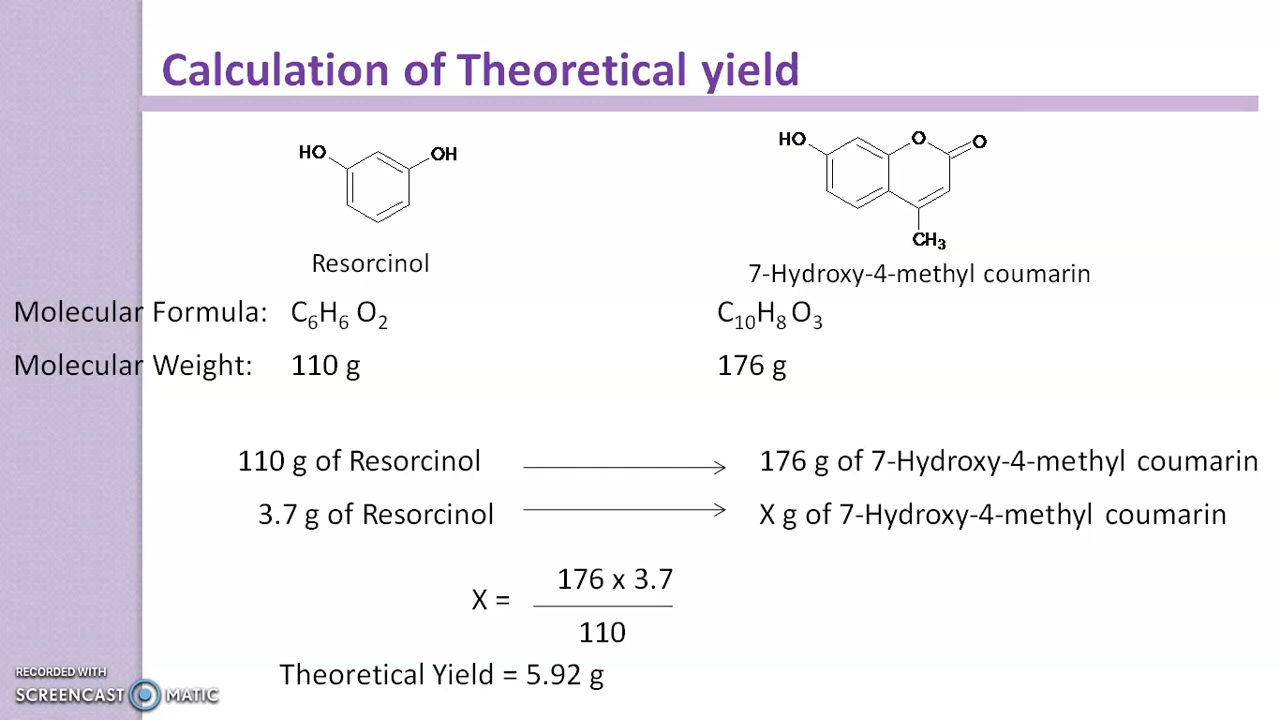 Calculation of Theoretical yield
HO OH
HO O O
CH3
Resorcinol
7-Hydroxy-4-methyl coumarin
Molecular Formula: C6H6 O2 C10H8 O3
Molecular Weight: 110 g 176 g
110 g of Resorcinol 176 g of 7-Hydroxy-4-methyl coumarin
3.7 g of Resorcinol X g of 7-Hydroxy-4-methyl coumarin
176 x 3.7
X =
110
Theoretical Yield = 5.92 g
RECORDED WITH
SCREENCAST MATIC